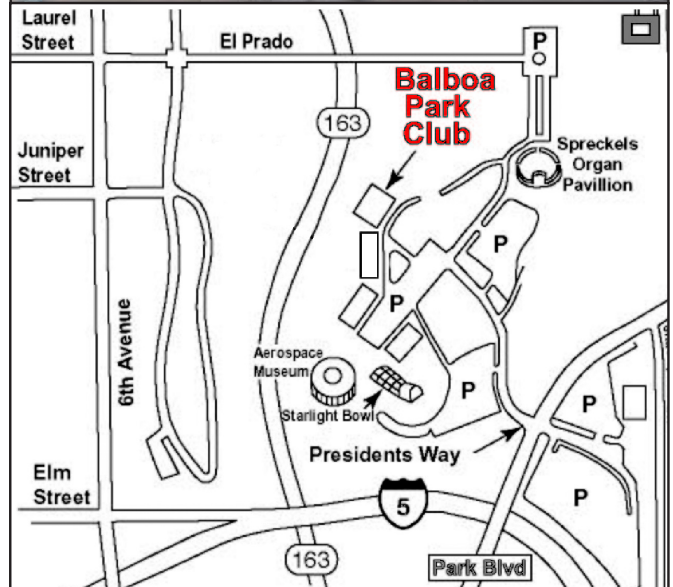 Laurel
Street
El Prado
P
Balboa
Park
Club
163
Juniper
Street
Spreckels
Organ
Pavillion
P
P
6th Avenue
Aerospace
Museum
Starlight Bowl
P
P
Presidents Way
Elm
Street
5
P
163
Park Blvd